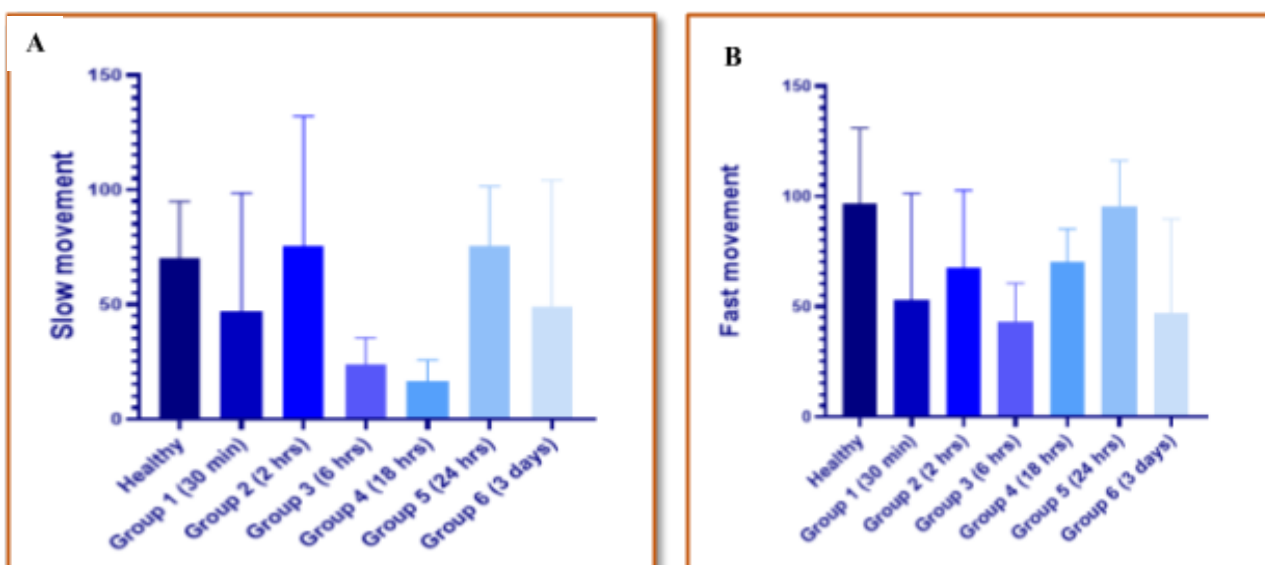 A
150
100
50
0
Slow movement
Healthy
Group 1 (30 min)
Group 2 (2 hrs)
Group 3 (6 hrs)
Group 4 (18 hrs)
Group 5 (24 hrs)
Group 6 (3 days)
B
150
100
50
0
Fast movement
Healthy
Group 1 (30 min)
Group 2 (2 hrs)
Group 3 (6 hrs)
Group 4 (18 hrs)
Group 5 (24 hrs)
Group 6 (3 days)